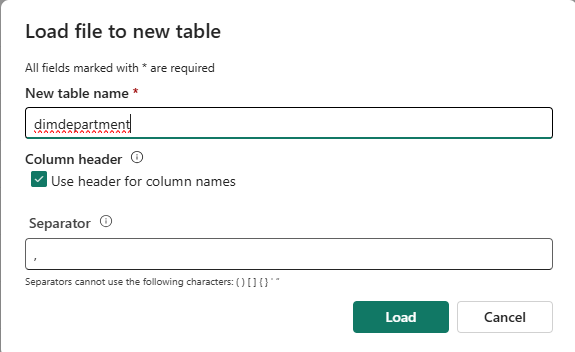 Load file to new table
All fields marked with * are required
New table name *
dimdepartment
Column header
Use header for column names
Separator
,
Separators cannot use the following characters: ( ) [ ] { } ' "
Load Cancel